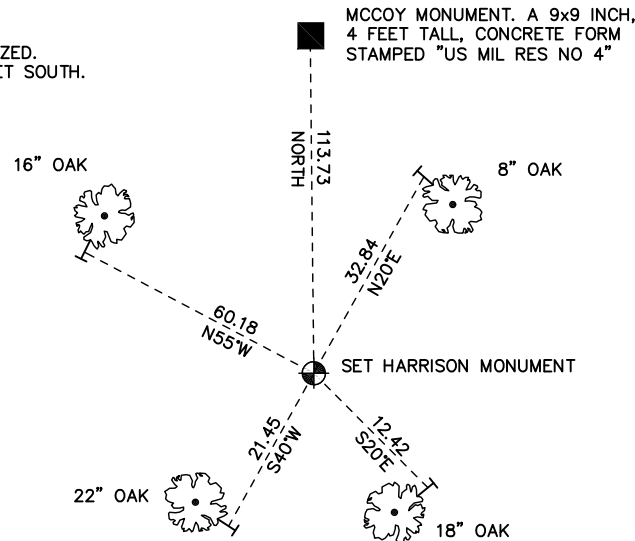 MCCOY MONUMENT. A 9x9 INCH,
4 FEET TALL, CONCRETE FORM
STAMPED "US MIL RES NO 4"
ZED.
ET SOUTH.
113.73
NORTH
16" OAK
8" OAK
32.84
N20°E
60.18
N55°W
SET HARRISON MONUMENT
21.45
S40°W
12.42
S20°E
22" OAK
18" OAK